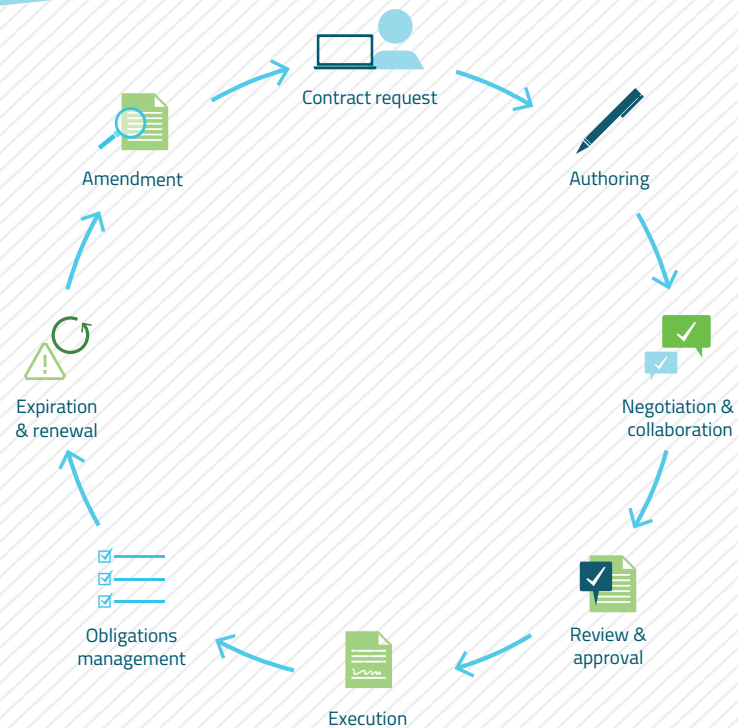 Contract request
Authoring
Negotiation &
collaboration
Review &
approval
Execution
Obligations
management
Expiration
& renewal
Amendment